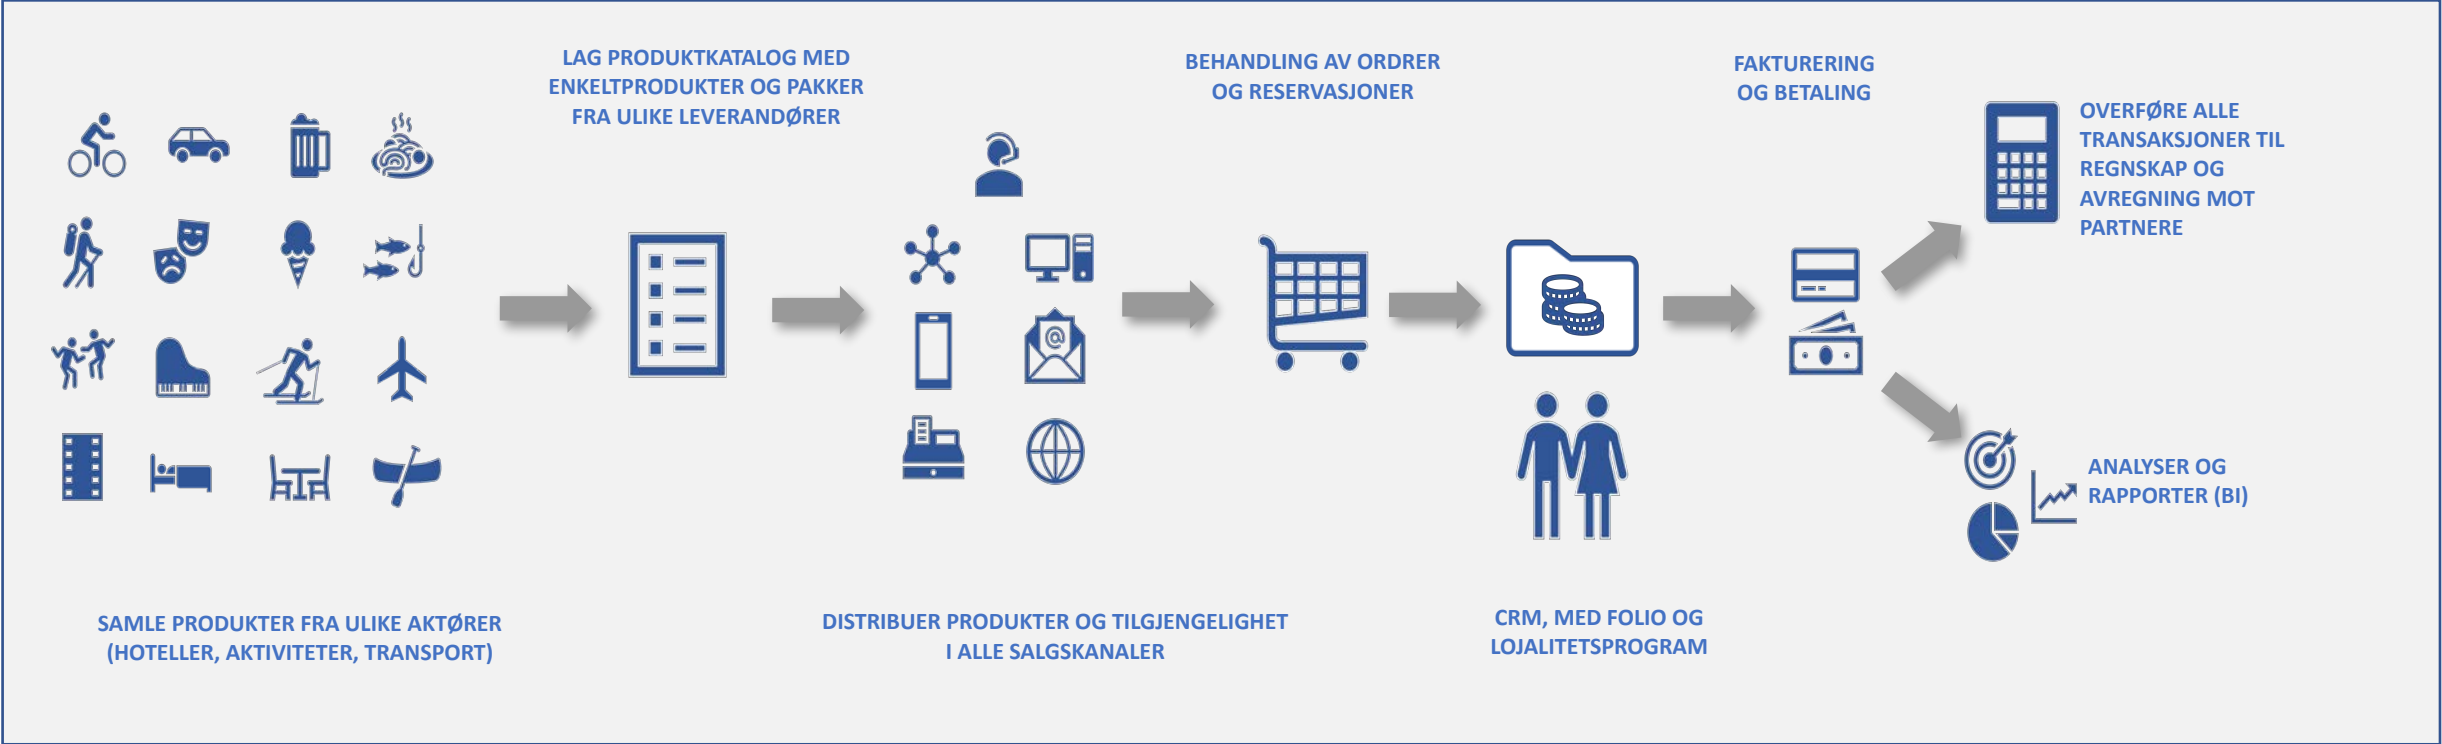 SAMLE PRODUKTER FRA ULIKE AKTØRER
(HOTELLER, AKTIVITETER, TRANSPORT)
LAG PRODUKTKATALOG MED
ENKELTPRODUKTER OG PAKKER
FRA ULIKE LEVERANDØRER
DISTRIBUER PRODUKTER OG TILGJENGELIGHET
I ALLE SALGSKANALER
@
BEHANDLING AV ORDRER
OG RESERVASJONER
CRM, MED FOLIO OG
LOJALITETSPROGRAM
FAKTURERING
OG BETALING
OVERFØRE ALLE
TRANSAKSJONER TIL
REGNSKAP OG
AVREGNING MOT
PARTNERE
ANALYSER OG
RAPPORTER (BI)